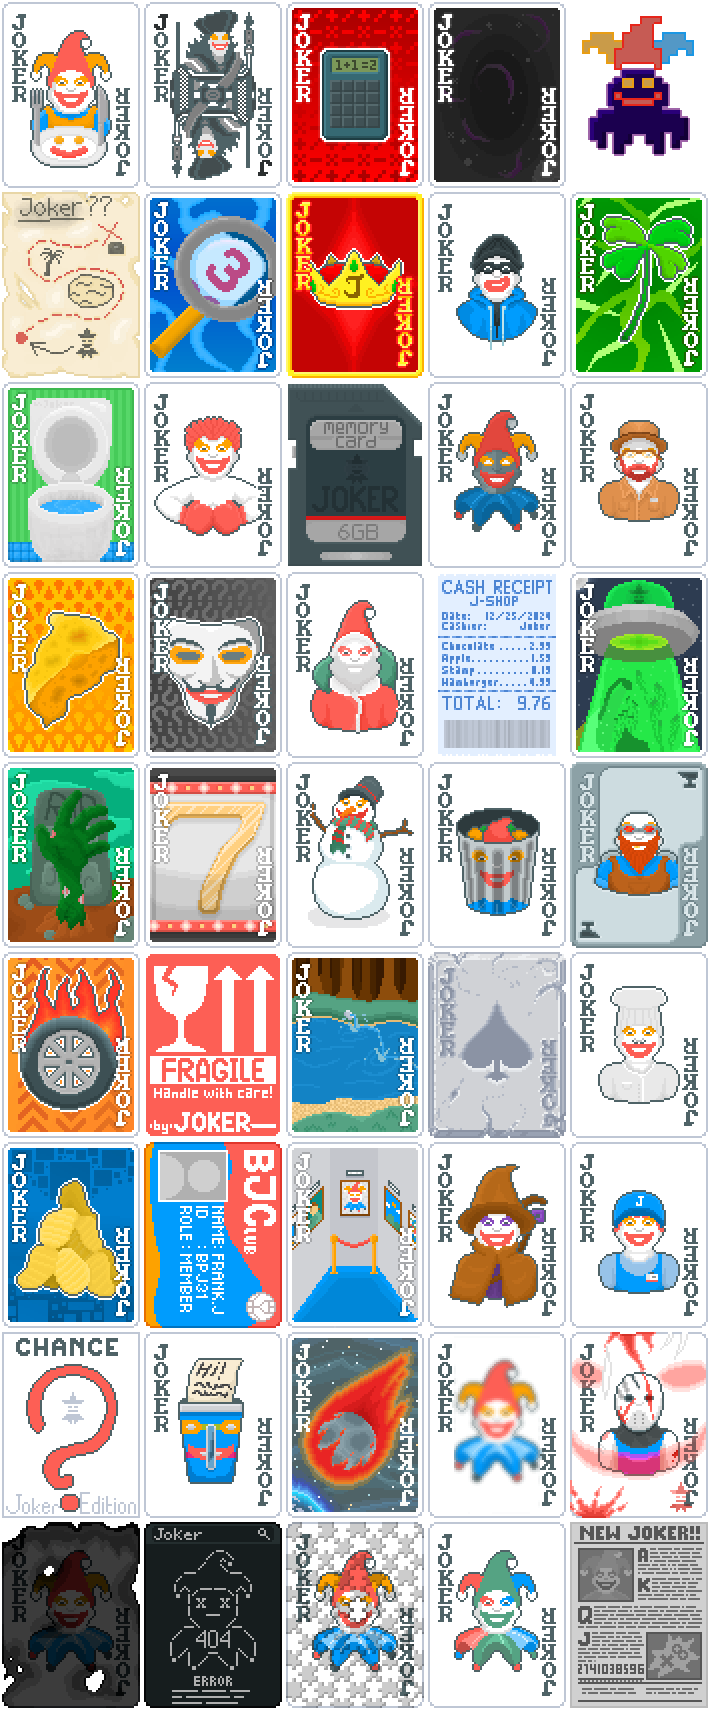 JOKER
JOKER
JOKER
JOKER
JOKER
JOKER
1+1=2
JOKER
JOKER
Joker??
JOKER
3
JOKER
JOKER
J
JOKER
JOKER
JOKER
JOKER
JOKER
JOKER
JOKER
JOKER
JOKER
memory
card
JOKER
6GB
JOKER
JOKER
JOKER
JOKER
JOKER
JOKER
JOKER
JOKER
JOKER
JOKER
CASH RECEIPT
J-SHOP
Date: 12/25/2024
Cashier: Joker
Chocolate.....2.99
Apple.........1.59
Stamp.........0.19
Hamburger.....4.99
TOTAL: 9.76
JOKER
JOKER
JOKER
JOKER
JOKER
7
JOKER
JOKER
JOKER
JOKER
JOKER
JOKER
JOKER
JOKER
JOKER
FRAGILE
Handle with care!
by JOKER
JOKER
JOKER
JOKER
JOKER
JOKER
JOKER
JOKER
JOKER
BJClub
NAME: FRANK.J
ID : BPJ31
ROLE : MEMBER
JOKER
JOKER
JOKER
JOKER
JOKER
J
JOKER
CHANCE
?
Joker Edition
JOKER
Hi!
JOKER
JOKER
JOKER
JOKER
JOKER
JOKER
JOKER
JOKER
JOKER
Joker
404
ERROR
JOKER
JOKER
JOKER
JOKER
NEW JOKER!!
A
K
Q
J
2741038596